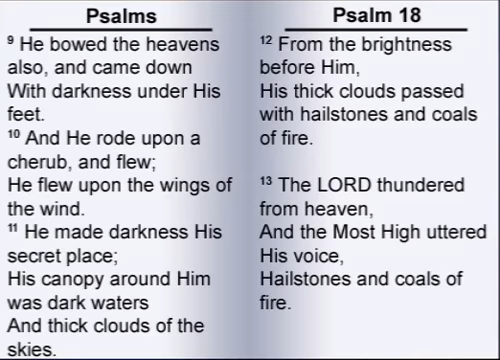 Psalms
⁹ He bowed the heavens
also, and came down
With darkness under His
feet.
¹⁰ And He rode upon a
cherub, and flew;
He flew upon the wings of
the wind.
¹¹ He made darkness His
secret place;
His canopy around Him
was dark waters
And thick clouds of the
skies.
Psalm 18
¹² From the brightness
before Him,
His thick clouds passed
with hailstones and coals
of fire.
¹³ The LORD thundered
from heaven,
And the Most High uttered
His voice,
Hailstones and coals of
fire.